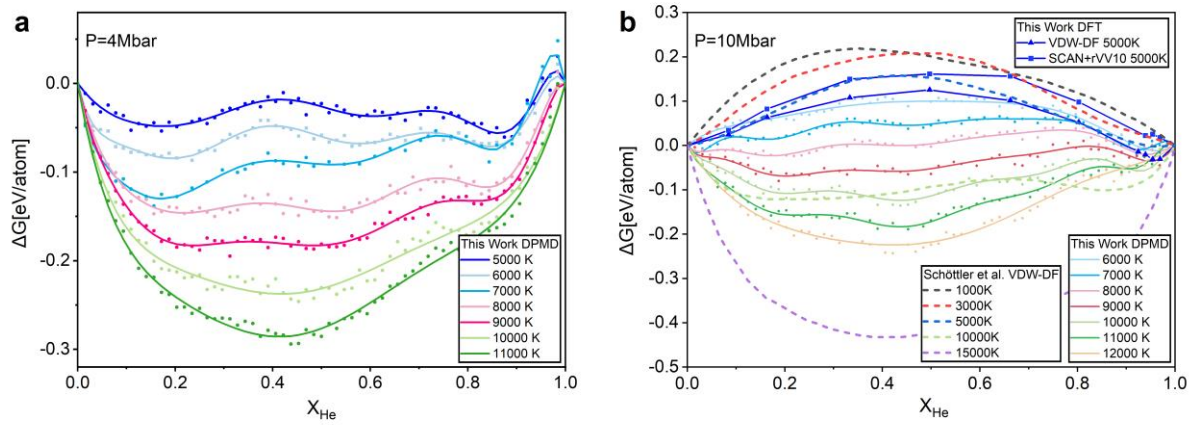 a
P=4Mbar
ΔG[eV/atom]
0.0
-0.1
-0.2
-0.3
This Work DPMD
5000 K
6000 K
7000 K
8000 K
9000 K
10000 K
11000 K
0.0 0.2 0.4 0.6 0.8 1.0
XHe
b
P=10Mbar
This Work DFT
VDW-DF 5000K
SCAN+rVV10 5000K
ΔG[eV/atom]
0.3
0.2
0.1
0.0
-0.1
-0.2
-0.3
-0.4
-0.5
Schöttler et al. VDW-DF
1000K
3000K
5000K
10000K
15000K
This Work DPMD
6000 K
7000 K
8000 K
9000 K
10000 K
11000 K
12000 K
0.0 0.2 0.4 0.6 0.8 1.0
XHe